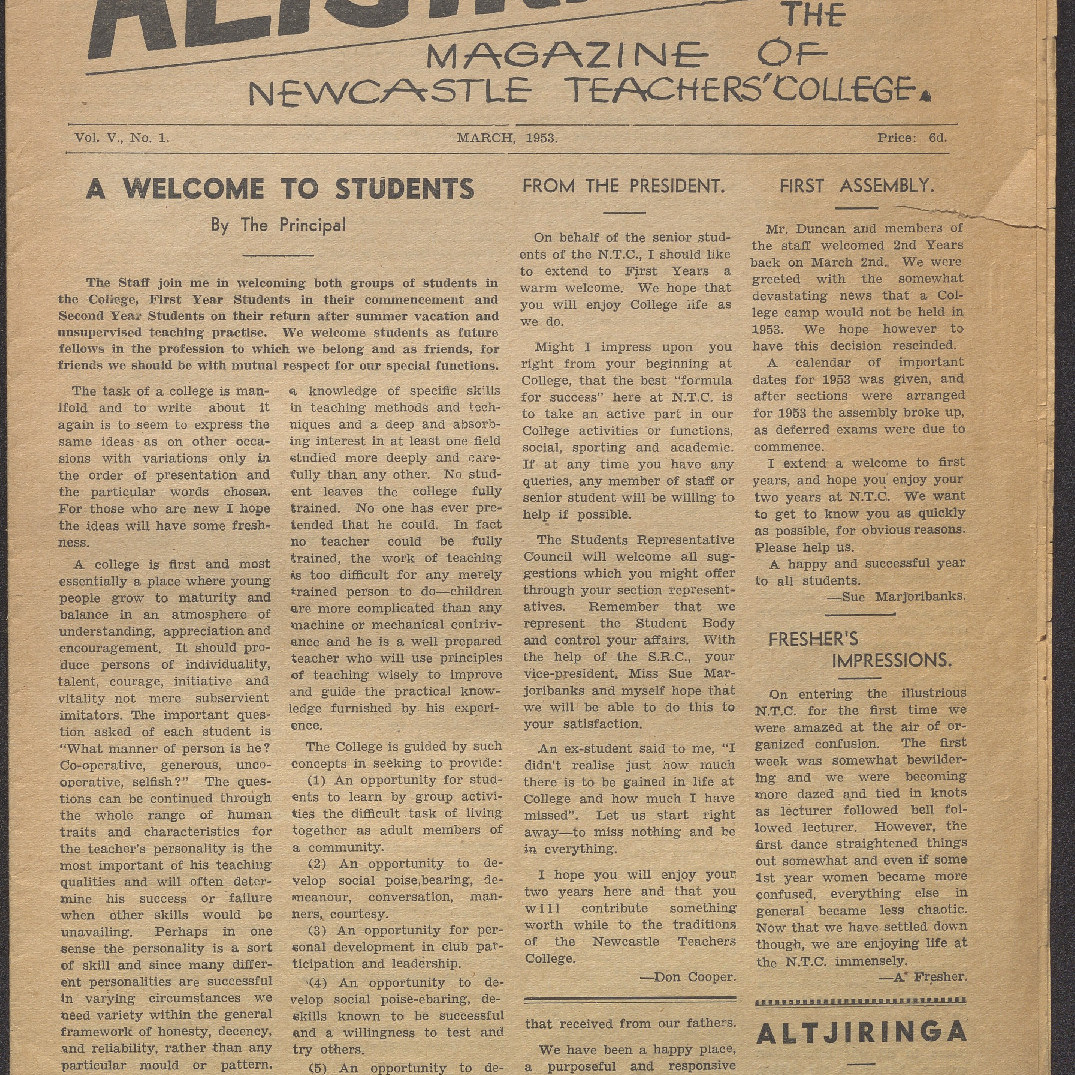 THE
MAGAZINE OF
NEWCASTLE TEACHERS' COLLEGE.
Vol. V., No. 1. MARCH, 1953. Price: 6d.
A WELCOME TO STUDENTS
By The Principal
The Staff join me in welcoming both groups of students in
the College, First Year Students in their commencement and
Second Year Students on their return after summer vacation and
unsupervised teaching practise. We welcome students as future
fellows in the profession to which we belong and as friends, for
friends we should be with mutual respect for our special functions.
The task of a college is man-
ifold and to write about it
again is to seem to express the
same ideas as on other occa-
sions with variations only in
the order of presentation and
the particular words chosen.
For those who are new I hope
the ideas will have some fresh-
ness.
A college is first and most
essentially a place where young
people grow to maturity and
balance in an atmosphere of
understanding, appreciation and
encouragement. It should pro-
duce persons of individuality,
talent, courage, initiative and
vitality not mere subservient
imitators. The important ques-
tion asked of each student is
"What manner of person is he?
Co-operative, generous, unco-
operative, selfish?" The ques-
tions can be continued through
the whole range of human
traits and characteristics for
the teacher's personality is the
most important of his teaching
qualities and will often deter-
mine his success or failure
when other skills would be
unavailing. Perhaps in one
sense the personality is a sort
of skill and since many differ-
ent personalities are successful
in varying circumstances we
need variety within the general
framework of honesty, decency,
and reliability, rather than any
particular mould or pattern.
a knowledge of specific skills
in teaching methods and tech-
niques and a deep and absorb-
ing interest in at least one field
studied more deeply and care-
fully than any other. No stud-
ent leaves the college fully
trained. No one has ever pre-
tended that he could. In fact
no teacher could be fully
trained, the work of teaching
is too difficult for any merely
trained person to do—children
are more complicated than any
machine or mechanical contriv-
ance and he is a well prepared
teacher who will use principles
of teaching wisely to improve
and guide the practical know-
ledge furnished by his experi-
ence.
The College is guided by such
concepts in seeking to provide:
(1) An opportunity for stud-
ents to learn by group activi-
ties the difficult task of living
together as adult members of
a community.
(2) An opportunity to de-
velop social poise,bearing, de-
meanour, conversation, man-
ners, courtesy.
(3) An opportunity for per-
sonal development in club par-
ticipation and leadership.
(4) An opportunity to de-
velop social poise-ebaring, de-
skills known to be successful
and a willingness to test and
try others.
(5) An opportunity to de-
FROM THE PRESIDENT.
On behalf of the senior stud-
ents of the N.T.C., I should like
to extend to First Years a
warm welcome. We hope that
you will enjoy College life as
we do.
Might I impress upon you
right from your beginning at
College, that the best "formula
for success" here at N.T.C. is
to take an active part in our
College activities or functions,
social, sporting and academic.
If at any time you have any
queries, any member of staff or
senior student will be willing to
help if possible.
The Students Representative
Council will welcome all sug-
gestions which you might offer
through your section represent-
atives. Remember that we
represent the Student Body
and control your affairs. With
the help of the S.R.C., your
vice-president, Miss Sue Mar-
joribanks and myself hope that
we will be able to do this to
your satisfaction.
An ex-student said to me, "I
didn't realise just how much
there is to be gained in life at
College and how much I have
missed". Let us start right
away—to miss nothing and be
in everything.
I hope you will enjoy your
two years here and that you
will contribute something
worth while to the traditions
of the Newcastle Teachers
College.
—Don Cooper.
that received from our fathers.
We have been a happy place,
a purposeful and responsive
FIRST ASSEMBLY.
Mr. Duncan and members of
the staff welcomed 2nd Years
back on March 2nd. We were
greeted with the somewhat
devastating news that a Col-
lege camp would not be held in
1953. We hope however to
have this decision rescinded.
A calendar of important
dates for 1953 was given, and
after sections were arranged
for 1953 the assembly broke up,
as deferred exams were due to
commence.
I extend a welcome to first
years, and hope you enjoy your
two years at N.T.C. We want
to get to know you as quickly
as possible, for obvious reasons.
Please help us.
A happy and successful year
to all students.
—Sue Marjoribanks.
FRESHER'S
IMPRESSIONS.
On entering the illustrious
N.T.C. for the first time we
were amazed at the air of or-
ganized confusion. The first
week was somewhat bewilder-
ing and we were becoming
more dazed and tied in knots
as lecturer followed bell fol-
lowed lecturer. However, the
first dance straightened things
out somewhat and even if some
1st year women became more
confused, everything else in
general became less chaotic.
Now that we have settled down
though, we are enjoying life at
the N.T.C. immensely.
—A Fresher.
ALTJIRINGA